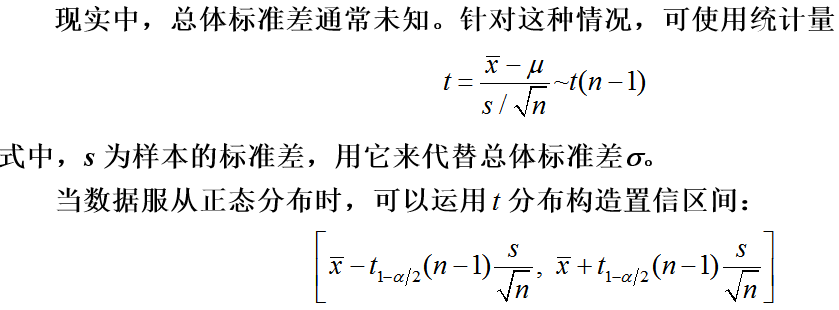 现实中，总体标准差通常未知。针对这种情况，可使用统计量
t = \frac{\overline{x} - \mu}{s / \sqrt{n}} ~ t(n-1)
式中，s 为样本的标准差，用它来代替总体标准差σ。
当数据服从正态分布时，可以运用 t 分布构造置信区间：
\left[ \overline{x} - t_{1-\alpha/2}(n-1)\frac{s}{\sqrt{n}}, \overline{x} + t_{1-\alpha/2}(n-1)\frac{s}{\sqrt{n}} \right]